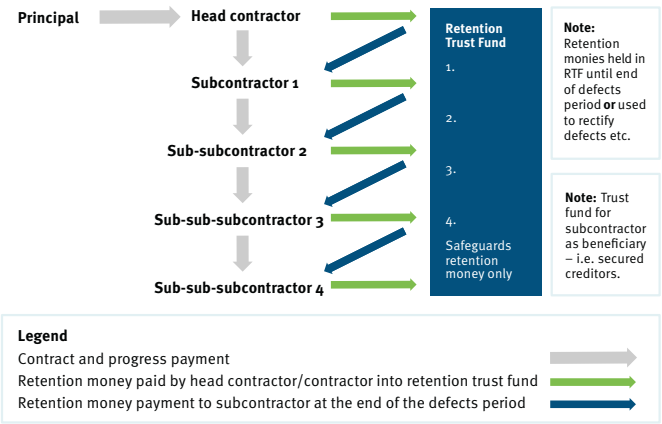 Principal
Head contractor
Subcontractor 1
Sub-subcontractor 2
Sub-sub-subcontractor 3
Sub-sub-subcontractor 4
Retention
Trust Fund
1.
2.
3.
4.
Safeguards
retention
money only
Note:
Retention
monies held in
RTF until end
of defects
period or used
to rectify
defects etc.
Note: Trust
fund for
subcontractor
as beneficiary
– i.e. secured
creditors.
Legend
Contract and progress payment
Retention money paid by head contractor/contractor into retention trust fund
Retention money payment to subcontractor at the end of the defects period